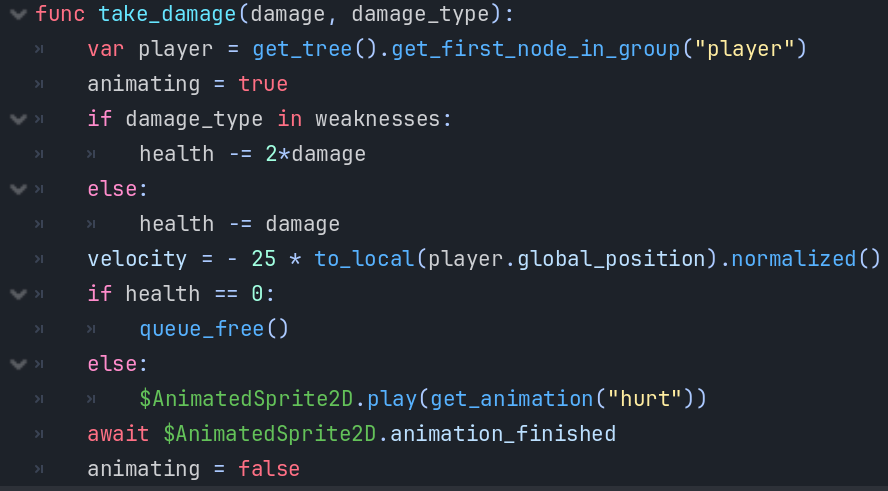 func take_damage(damage, damage_type):
var player = get_tree().get_first_node_in_group("player")
animating = true
if damage_type in weaknesses:
health -= 2*damage
else:
health -= damage
velocity = - 25 * to_local(player.global_position).normalized()
if health == 0:
queue_free()
else:
$AnimatedSprite2D.play(get_animation("hurt"))
await $AnimatedSprite2D.animation_finished
animating = false